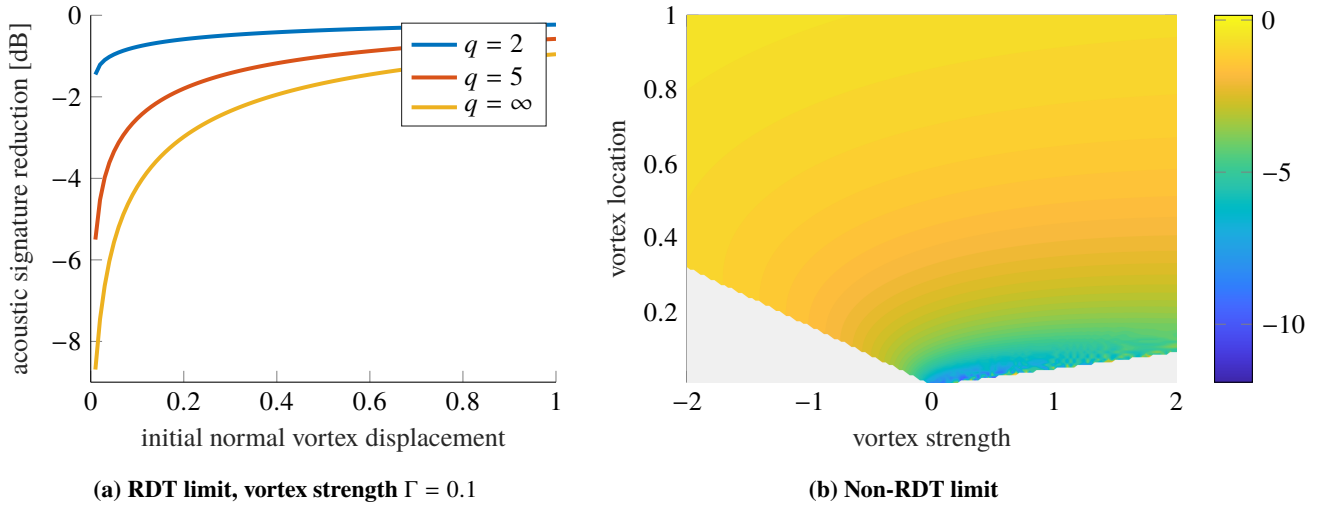 acoustic signature reduction [dB]
0
−2
−4
−6
−8
q = 2
q = 5
q = ∞
0 0.2 0.4 0.6 0.8 1
initial normal vortex displacement
(a) RDT limit, vortex strength Γ = 0.1
vortex location
1
0.8
0.6
0.4
0.2
−2 −1 0 1 2
vortex strength
0
−5
−10
(b) Non-RDT limit